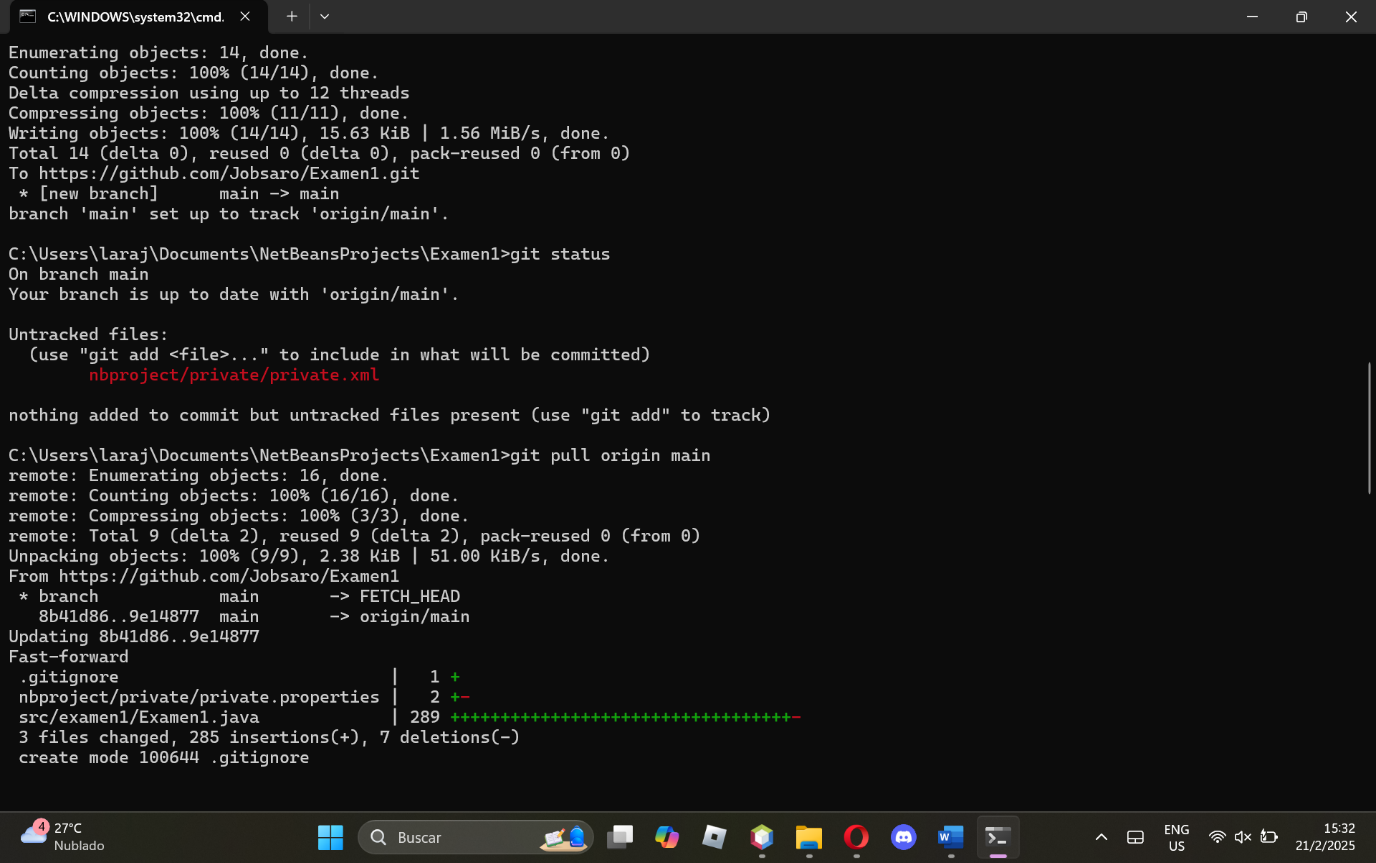 C:\WINDOWS\system32\cmd.
Enumerating objects: 14, done.
Counting objects: 100% (14/14), done.
Delta compression using up to 12 threads
Compressing objects: 100% (11/11), done.
Writing objects: 100% (14/14), 15.63 KiB | 1.56 MiB/s, done.
Total 14 (delta 0), reused 0 (delta 0), pack-reused 0 (from 0)
To https://github.com/Jobsaro/Examen1.git
 * [new branch]      main -> main
branch 'main' set up to track 'origin/main'.

C:\Users\laraj\Documents\NetBeansProjects\Examen1>git status
On branch main
Your branch is up to date with 'origin/main'.

Untracked files:
  (use "git add <file>..." to include in what will be committed)
        nbproject/private/private.xml

nothing added to commit but untracked files present (use "git add" to track)

C:\Users\laraj\Documents\NetBeansProjects\Examen1>git pull origin main
remote: Enumerating objects: 16, done.
remote: Counting objects: 100% (16/16), done.
remote: Compressing objects: 100% (3/3), done.
remote: Total 9 (delta 2), reused 9 (delta 2), pack-reused 0 (from 0)
Unpacking objects: 100% (9/9), 2.38 KiB | 51.00 KiB/s, done.
From https://github.com/Jobsaro/Examen1
 * branch            main       -> FETCH_HEAD
   8b41d86..9e14877  main       -> origin/main
Updating 8b41d86..9e14877
Fast-forward
 .gitignore                           |   1 +
 nbproject/private/private.properties |   2 +-
 src/examen1/Examen1.java             | 289 ++++++++++++++++++++++++++++++++++-
 3 files changed, 285 insertions(+), 7 deletions(-)
 create mode 100644 .gitignore
4
27°C
Nublado
Buscar
W
ENG
US
15:32
21/2/2025